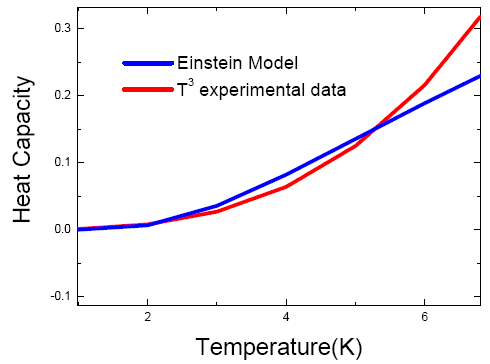 0.3
0.2
0.1
0.0
-0.1
Heat Capacity
Einstein Model
T³ experimental data
2
4
6
Temperature(K)